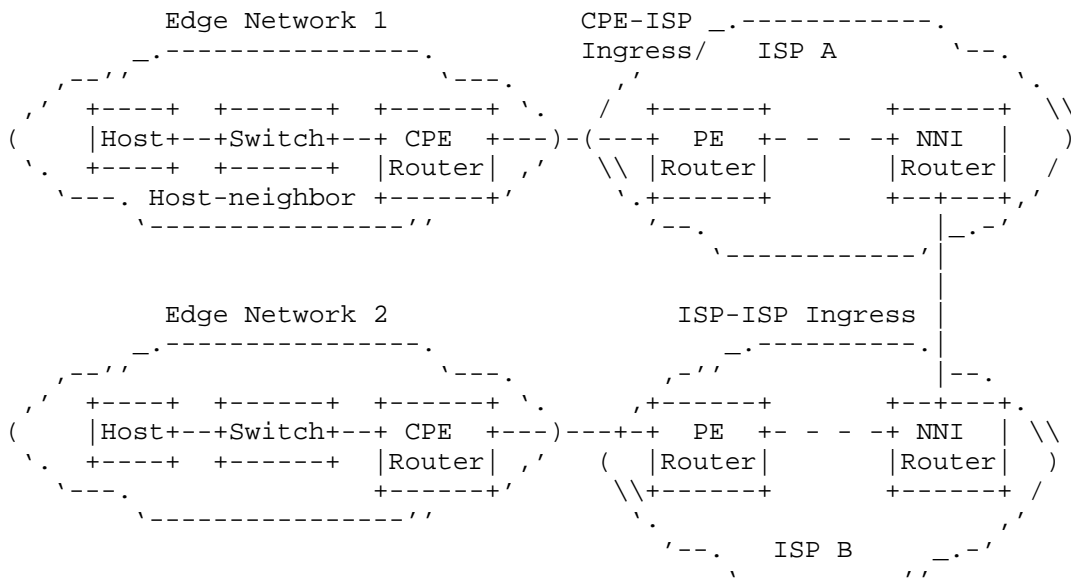 Edge Network 1 CPE-ISP
Ingress/ ISP A
Host Switch CPE PE NNI
Router Router Router
Host-neighbor
Edge Network 2 ISP-ISP Ingress
Host Switch CPE PE NNI
Router Router Router
ISP B